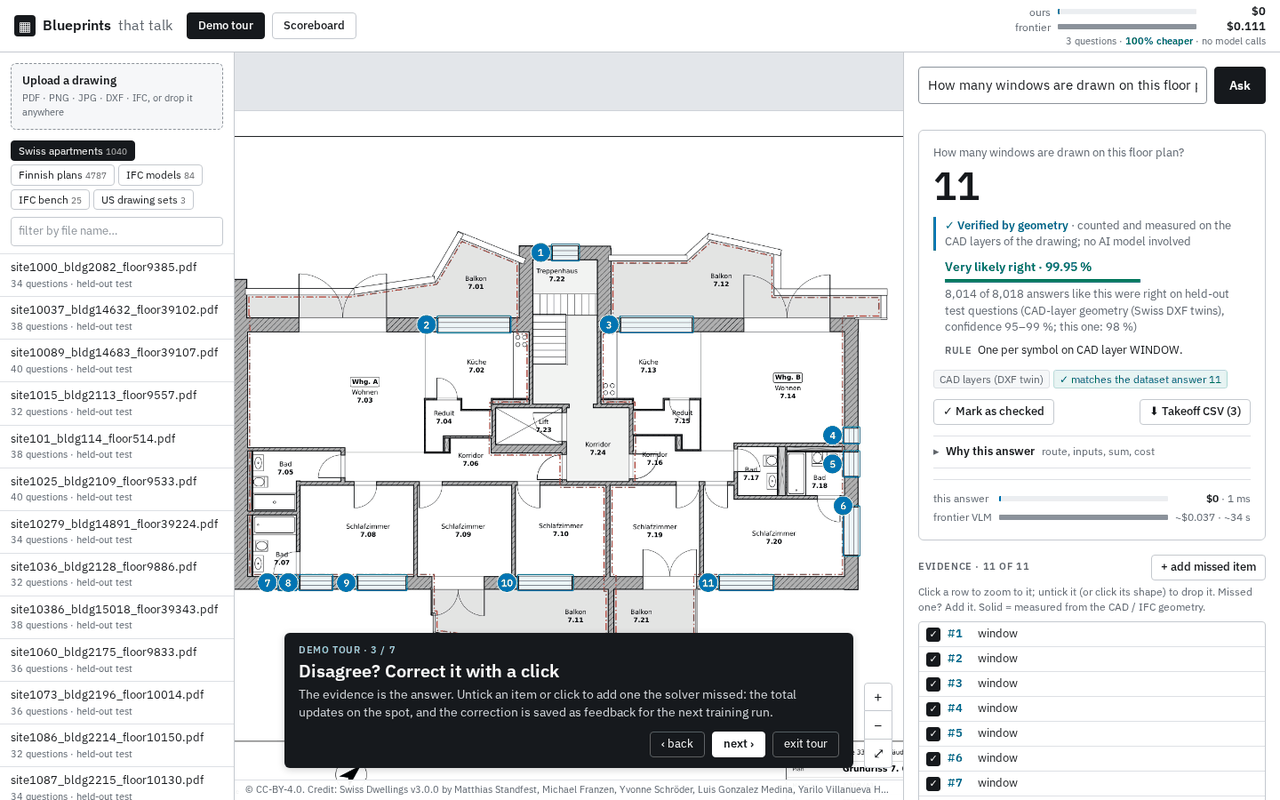 Blueprints that talk
Demo tour
Scoreboard
ours $0
frontier $0.111
3 questions · 100% cheaper · no model calls
Upload a drawing
PDF · PNG · JPG · DXF · IFC, or drop it
anywhere
Swiss apartments 1040
Finnish plans 4787
IFC models 84
IFC bench 25
US drawing sets 3
filter by file name…
site1000_bldg2082_floor9385.pdf
34 questions · held-out test
site10037_bldg14632_floor39102.pdf
38 questions · held-out test
site10089_bldg14683_floor39107.pdf
40 questions · held-out test
site1015_bldg2113_floor9557.pdf
32 questions · held-out test
site101_bldg114_floor514.pdf
38 questions · held-out test
site1025_bldg2109_floor9533.pdf
40 questions · held-out test
site10279_bldg14891_floor39224.pdf
34 questions · held-out test
site1036_bldg2128_floor9886.pdf
32 questions · held-out test
site10386_bldg15018_floor39343.pdf
38 questions · held-out test
site1060_bldg2175_floor9833.pdf
36 questions · held-out test
site1073_bldg2196_floor10014.pdf
36 questions · held-out test
site1086_bldg2214_floor10150.pdf
32 questions · held-out test
site1087_bldg2215_floor10130.pdf
34 questions · held-out test
1
Treppenhaus
7.22
Balkon
7.01
Balkon
7.12
2
3
Küche
7.02
Küche
7.13
Whg. A
Wohnen
7.03
Whg. B
Wohnen
7.14
Reduit
7.04
Lift
7.23
Reduit
7.15
4
Korridor
7.24
Korridor
7.06
Korridor
7.16
5
Bad
7.05
Bad
7.17
Bad
7.18
6
Schlafzimmer
7.08
Schlafzimmer
7.09
Schlafzimmer
7.10
Schlafzimmer
7.19
Schlafzimmer
7.20
Bad
7.07
7
8
9
10
11
Balkon
7.11
Balkon
7.21
DEMO TOUR · 3 / 7
Disagree? Correct it with a click
The evidence is the answer. Untick an item or click to add one the solver missed: the total
updates on the spot, and the correction is saved as feedback for the next training run.
‹ back
next ›
exit tour
+
−
⤢
Grundriss 7.
© CC-BY-4.0. Credit: Swiss Dwellings v3.0.0 by Matthias Standfest, Michael Franzen, Yvonne Schröder, Luis Gonzalez Medina, Yarilo Villanueva H...
How many windows are drawn on this floor p
Ask
How many windows are drawn on this floor plan?
11
✓ Verified by geometry · counted and measured on the
CAD layers of the drawing; no AI model involved
Very likely right · 99.95 %
8,014 of 8,018 answers like this were right on held-out
test questions (CAD-layer geometry (Swiss DXF twins),
confidence 95–99 %; this one: 98 %)
RULE One per symbol on CAD layer WINDOW.
CAD layers (DXF twin)
✓ matches the dataset answer 11
✓ Mark as checked
⬇ Takeoff CSV (3)
▸ Why this answer route, inputs, sum, cost
this answer $0 · 1 ms
frontier VLM ~$0.037 · ~34 s
EVIDENCE · 11 OF 11
+ add missed item
Click a row to zoom to it; untick it (or click its shape) to drop it. Missed
one? Add it. Solid = measured from the CAD / IFC geometry.
✓ #1 window
✓ #2 window
✓ #3 window
✓ #4 window
✓ #5 window
✓ #6 window
✓ #7 window